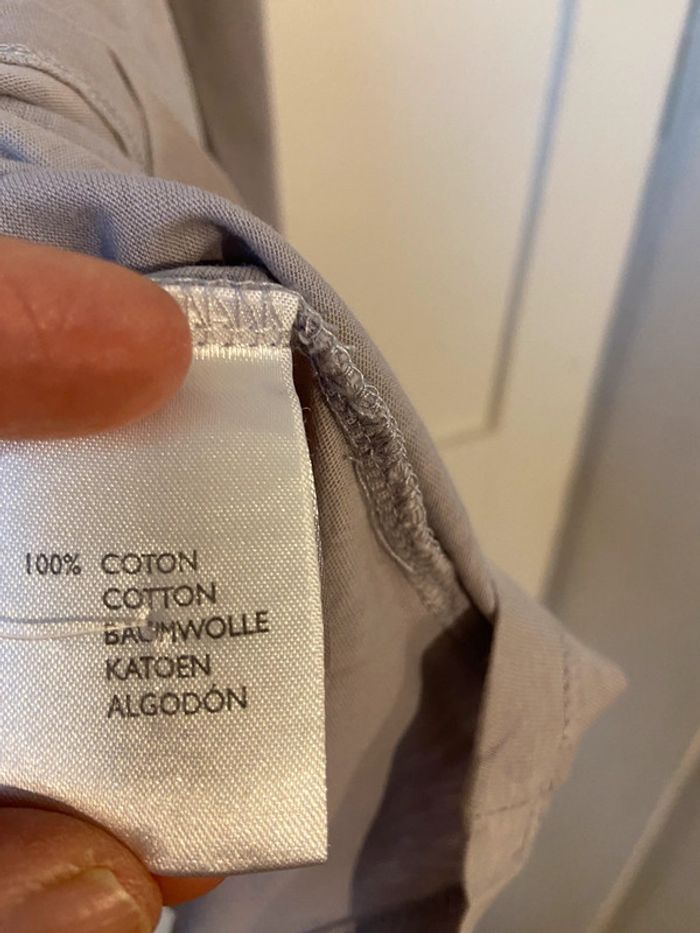 100% COTON
COTTON
BAUMWOLLE
KATOEN
ALGODÓN